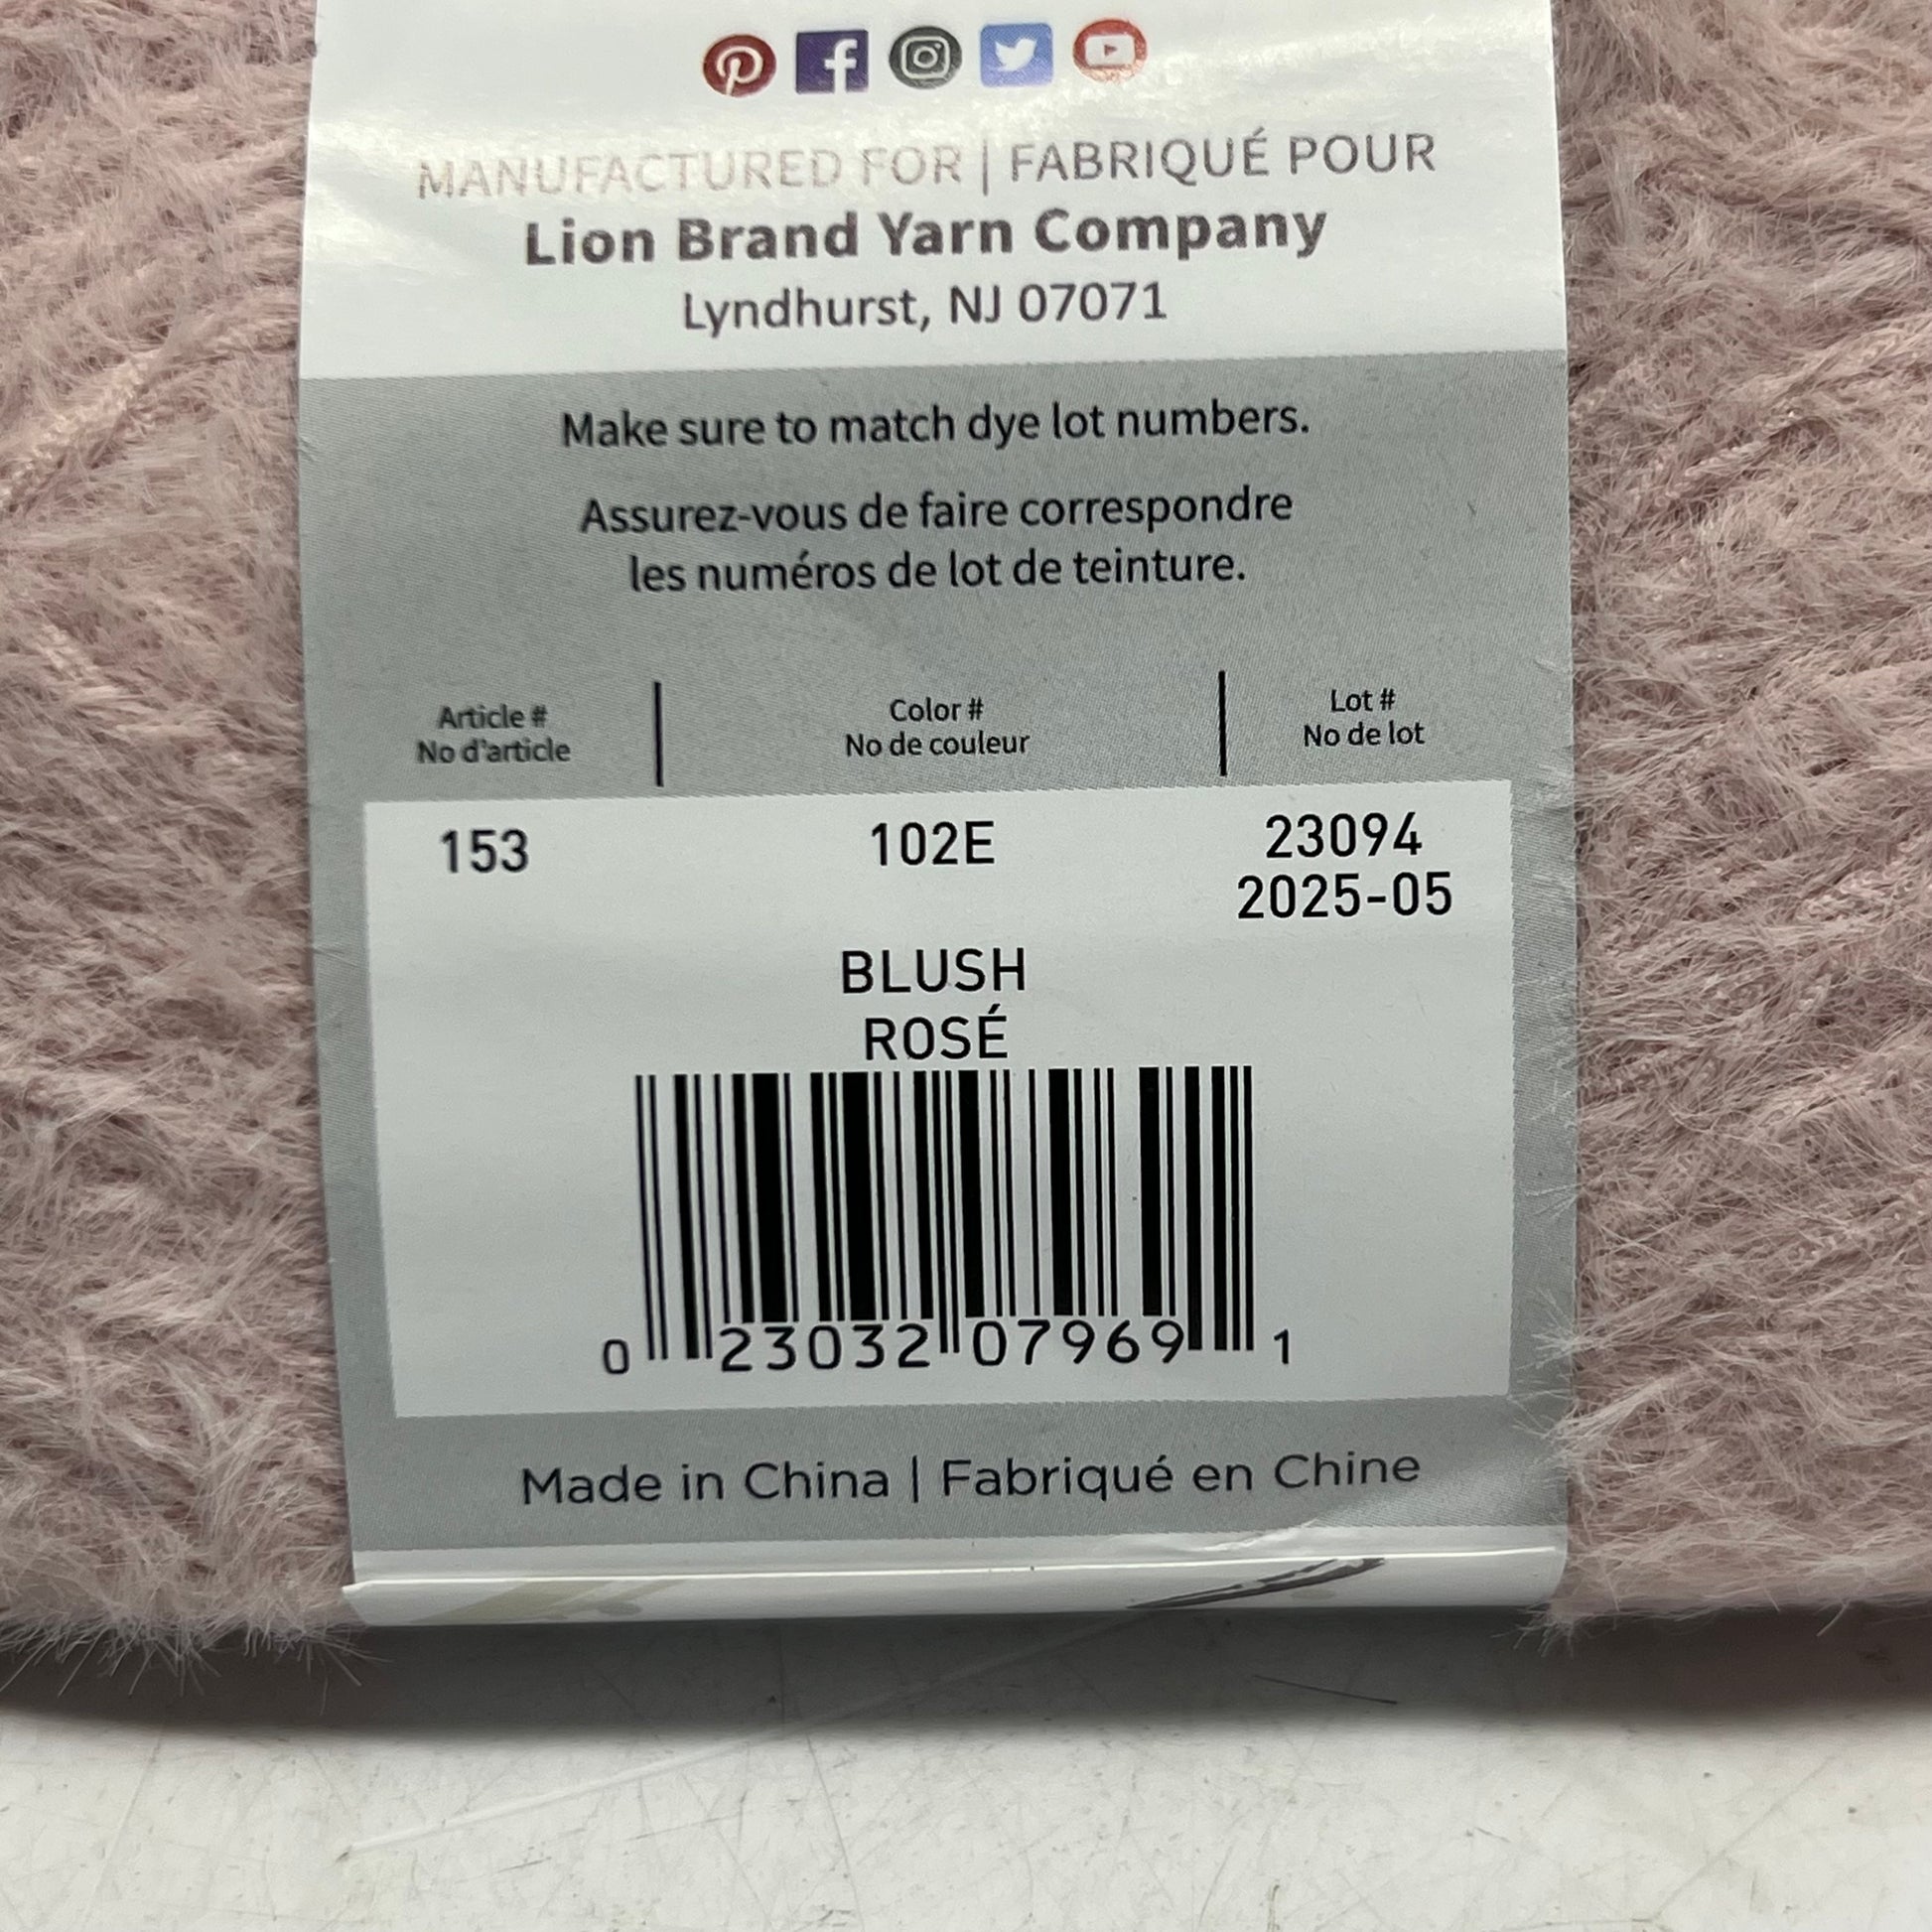 MANUFACTURED FOR | FABRIQUÉ POUR
Lion Brand Yarn Company
Lyndhurst, NJ 07071
Make sure to match dye lot numbers.
Assurez-vous de faire correspondre
les numéros de lot de teinture.
Article #
No d'article
Color #
No de couleur
Lot #
No de lot
153
102E
23094
2025-05
BLUSH
ROSÉ
0 23032 07969 1
Made in China | Fabriqué en Chine